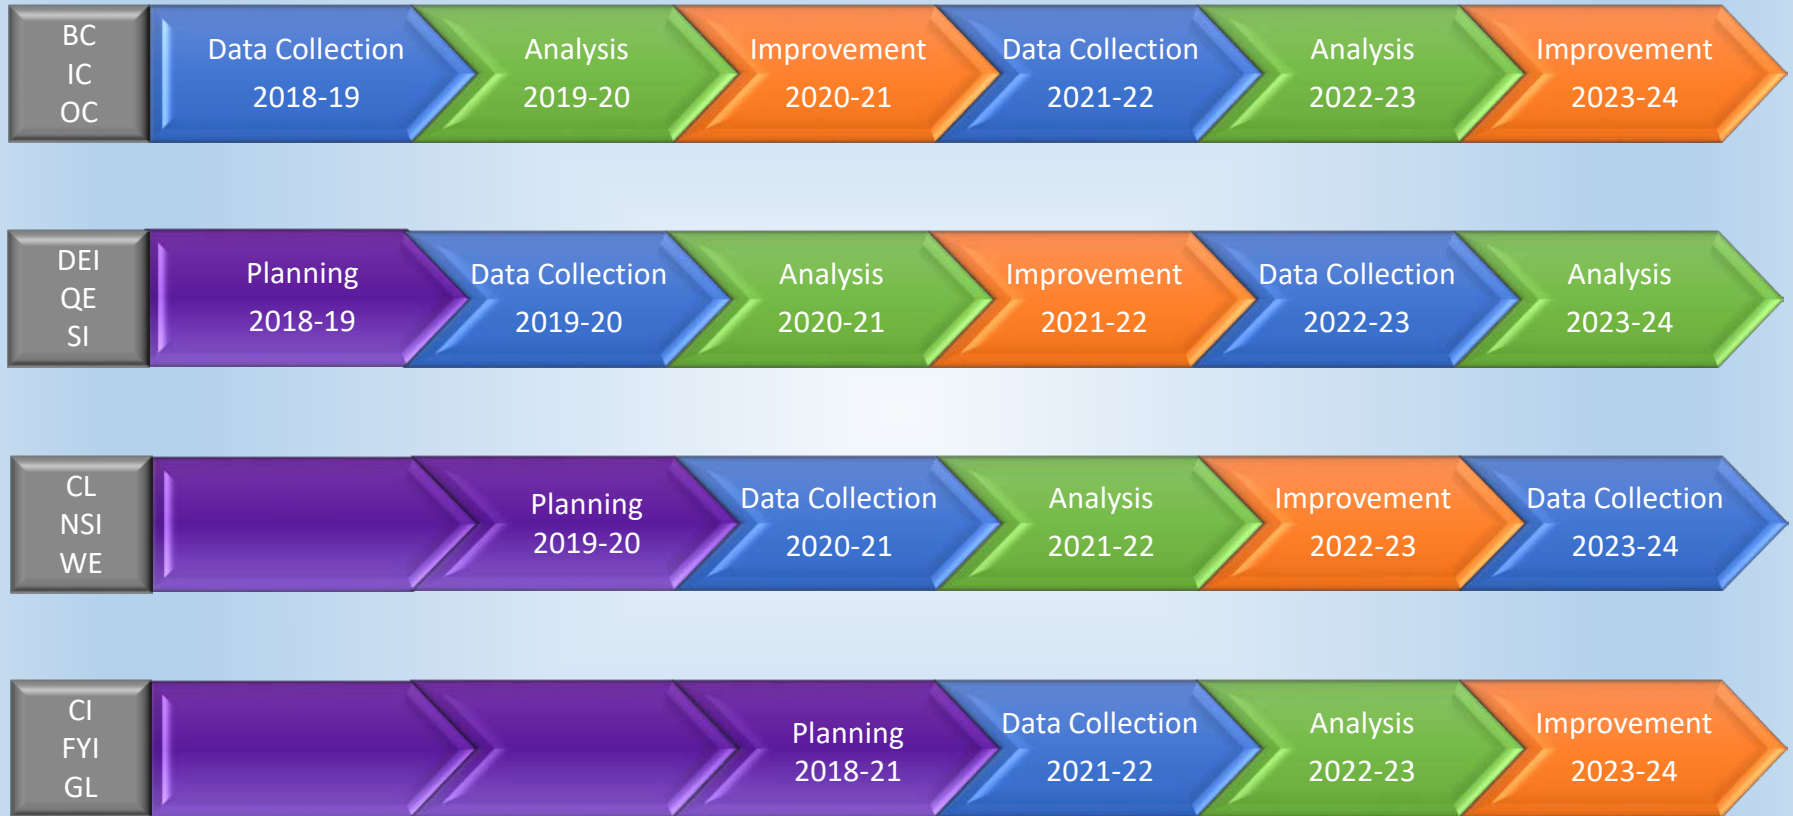 BC
IC
OC
Data Collection
2018-19
Analysis
2019-20
Improvement
2020-21
Data Collection
2021-22
Analysis
2022-23
Improvement
2023-24
DEI
QE
SI
Planning
2018-19
Data Collection
2019-20
Analysis
2020-21
Improvement
2021-22
Data Collection
2022-23
Analysis
2023-24
CL
NSI
WE
Planning
2019-20
Data Collection
2020-21
Analysis
2021-22
Improvement
2022-23
Data Collection
2023-24
CI
FYI
GL
Planning
2018-21
Data Collection
2021-22
Analysis
2022-23
Improvement
2023-24